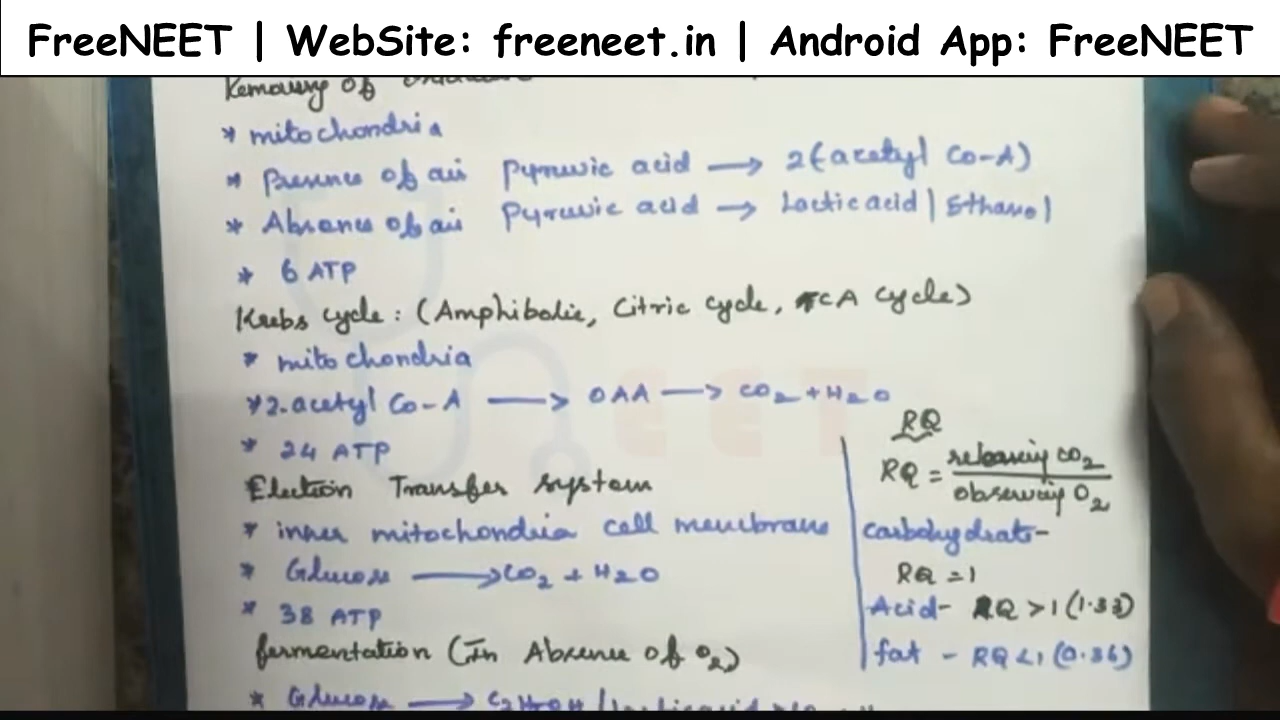 FreeNEET | WebSite: freeneet.in | Android App: FreeNEET
of
* mitochondria
* Presence of air Pyruvic acid → 2(acetyl Co-A)
* Absence of air Pyruvic acid → Lactic acid | Ethanol
* 6 ATP
Krebs cycle: (Amphibolic, Citric cycle, TCA cycle)
* mitochondria
*2.acetyl Co-A → OAA → CO2 + H2O
* 24 ATP
Election Transfer system
* inner mitochondria cell membrane
* Glucose → CO2 + H2O
* 38 ATP
fermentation (In Absence of O2)
* Glucose → C2H5OH /
RQ
RQ = releasing CO2
observing O2
carbohydrate-
RQ =1
Acid- RQ >1 (1.33)
fat - RQ <1 (0.36)